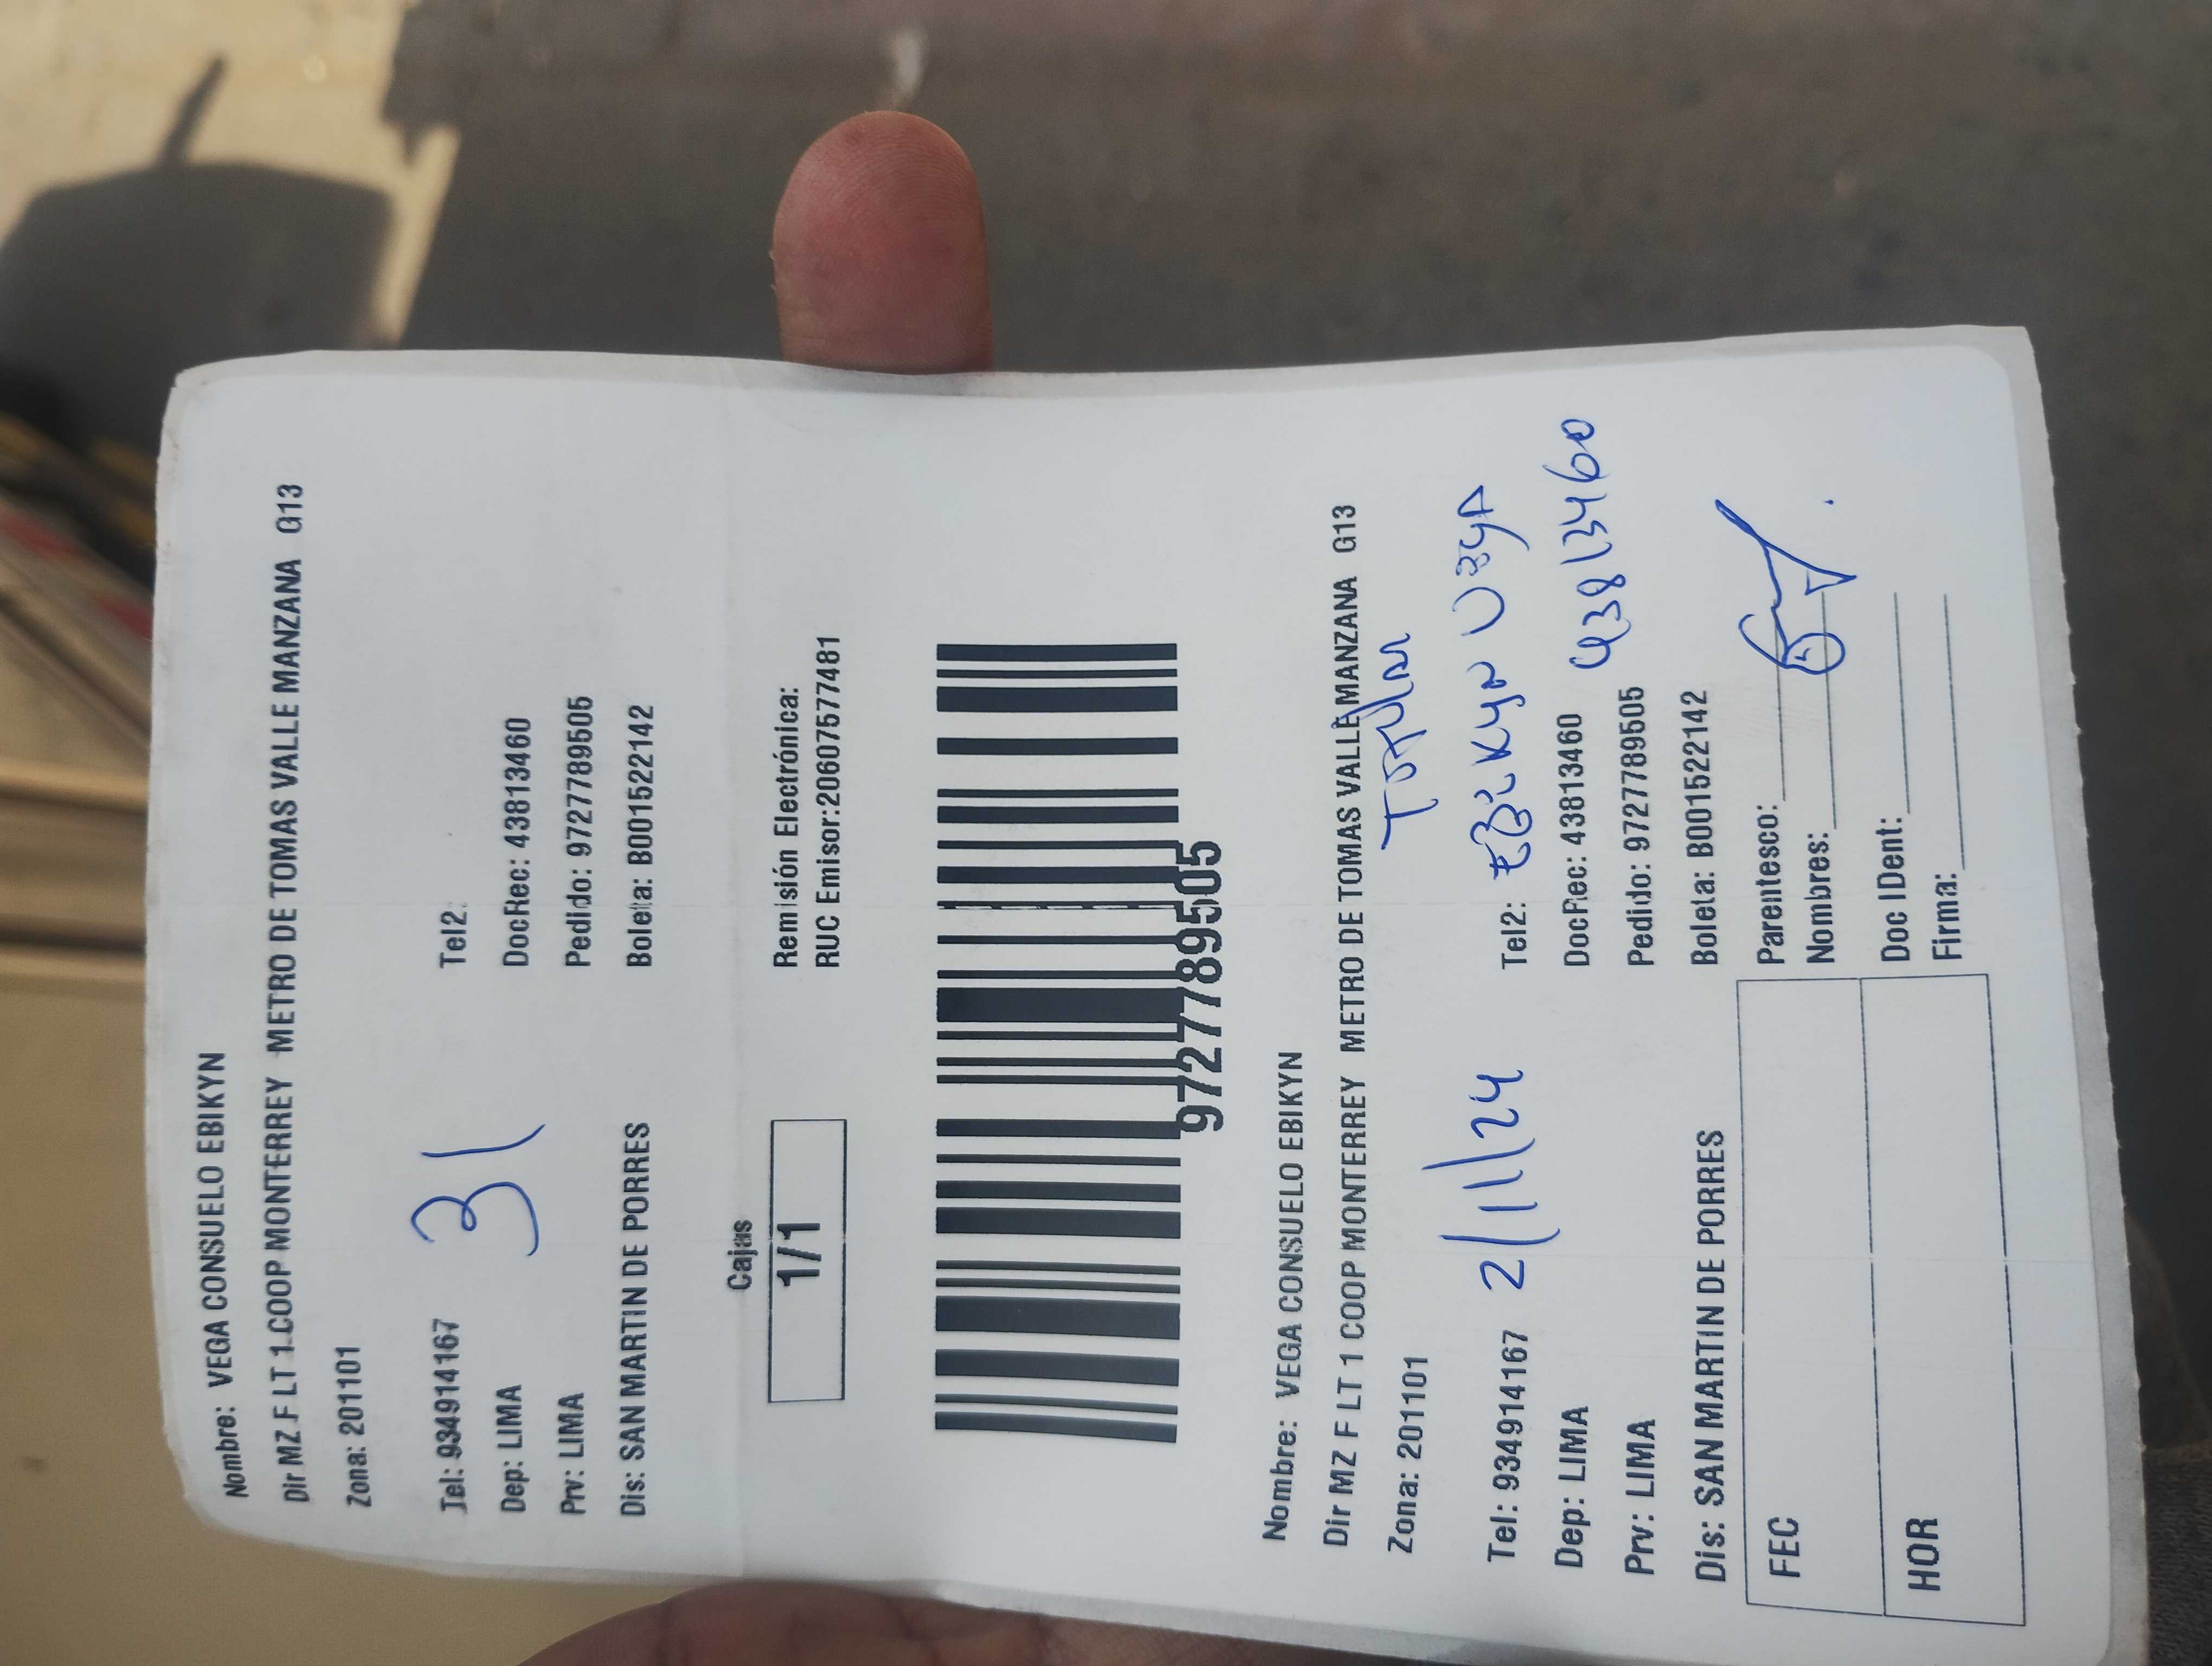 Nombre: VEGA CONSUELO EBIKYN
Dir MZ F LT 1 COOP MONTERREY METRO DE TOMAS VALLE MANZANA G13
Zona: 201101
Tel: 934914167 31 Tel2:
Dep: LIMA DocRec: 43813460
Prv: LIMA Pedido: 9727789505
Dis: SAN MARTIN DE PORRES Boleta: B001522142
Cajas
1/1
Remisión Electrónica:
RUC Emisor:20607577481
9727789505
Nombre: VEGA CONSUELO EBIKYN
Dir MZ F LT 1 COOP MONTERREY METRO DE TOMAS VALLE MANZANA G13
Zona: 201101 Titular
Tel: 934914167 2/11/24 Tel2: Ebikyn Vega
Dep: LIMA DocRec: 43813460 43813460
Prv: LIMA Pedido: 9727789505
Dis: SAN MARTIN DE PORRES Boleta: B001522142
FEC Parentesco:
Nombres:
HOR Doc IDent:
Firma: